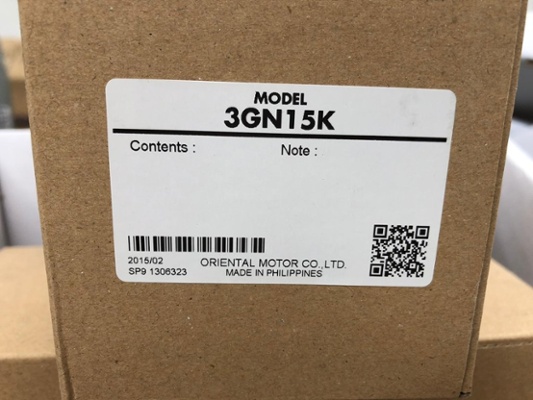 MODEL
3GN15K
Contents : Note :
2015/02 ORIENTAL MOTOR CO.,LTD.
SP9 1306323 MADE IN PHILIPPINES